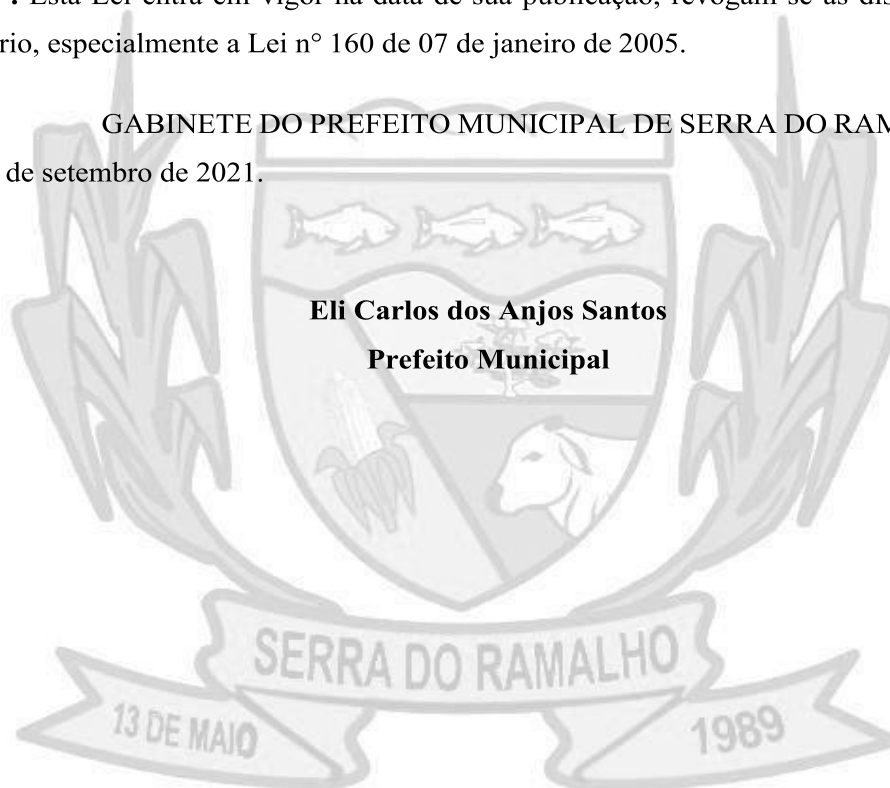 . Esta Lei entra em vigor na data de sua publicação, revogam-se as dis
rio, especialmente a Lei n° 160 de 07 de janeiro de 2005.
GABINETE DO PREFEITO MUNICIPAL DE SERRA DO RAM
de setembro de 2021.
Eli Carlos dos Anjos Santos
Prefeito Municipal
SERRA DO RAMALHO
13 DE MAIO
1989